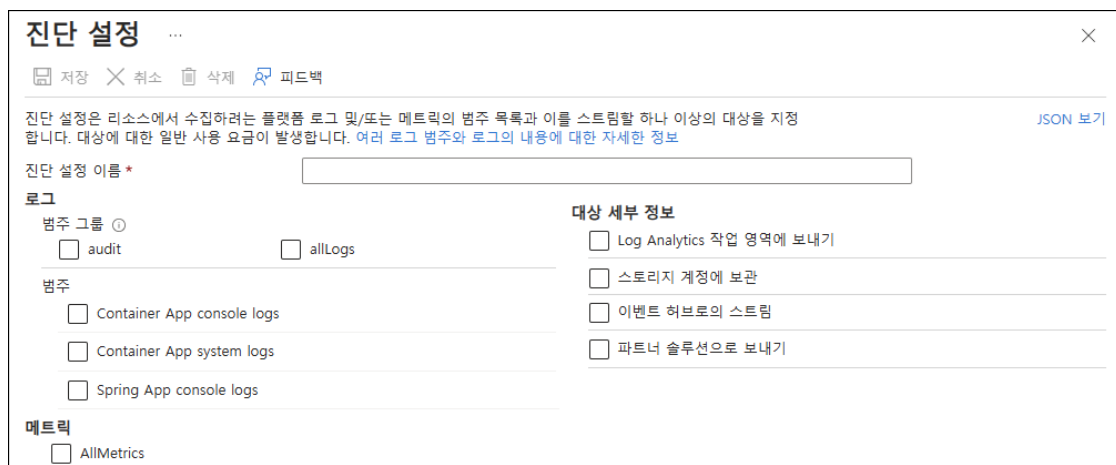 진단 설정 ...
저장 취소 삭제 피드백
진단 설정은 리소스에서 수집하려는 플랫폼 로그 및/또는 메트릭의 범주 목록과 이를 스트림할 하나 이상의 대상을 지정
합니다. 대상에 대한 일반 사용 요금이 발생합니다. 여러 로그 범주와 로그의 내용에 대한 자세한 정보
JSON 보기
진단 설정 이름 *
로그
범주 그룹
audit allLogs
범주
Container App console logs
Container App system logs
Spring App console logs
메트릭
AllMetrics
대상 세부 정보
Log Analytics 작업 영역에 보내기
스토리지 계정에 보관
이벤트 허브로의 스트림
파트너 솔루션으로 보내기